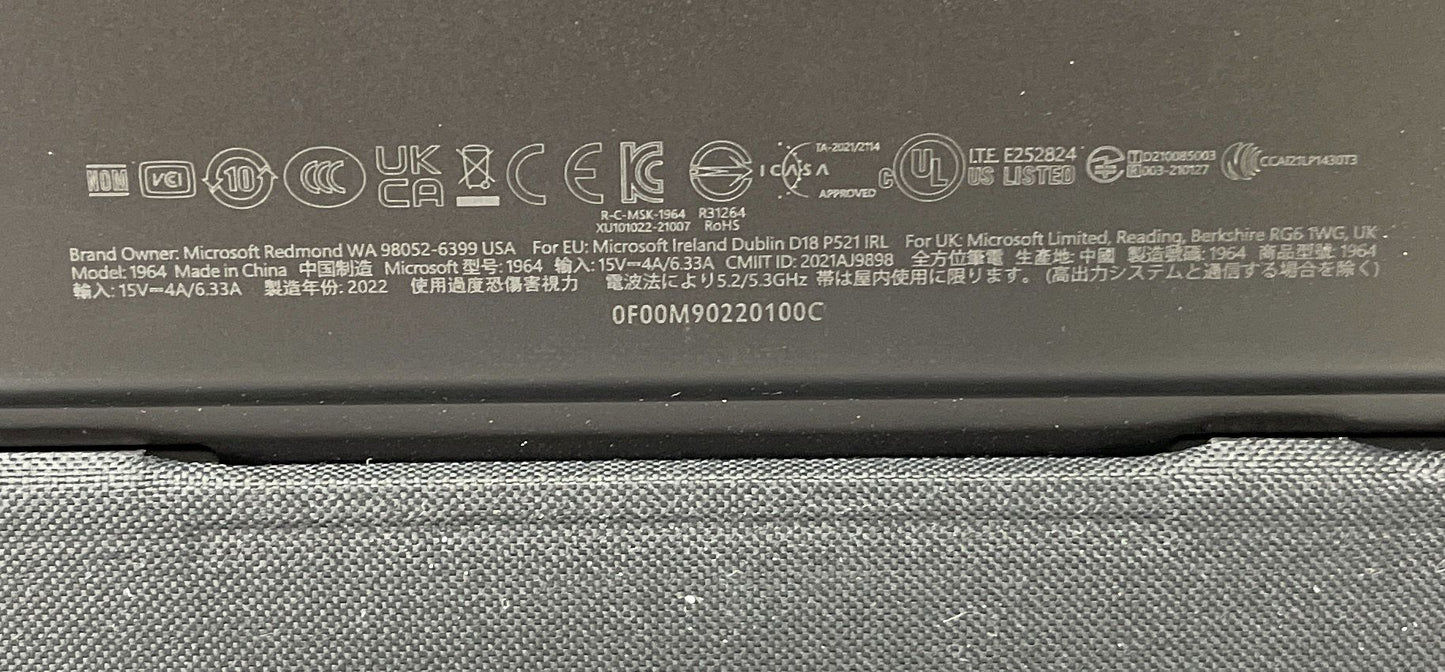 NOM VCI 10 CCC UK CA CE KC ICASA TA-2021/2114 APPROVED C UL I.T.E. E252824 US LISTED D210085003 003-210127 CCAI21LP1430T3
R-C-MSK-1964 R31264
XU101022-21007 RoHS
Brand Owner: Microsoft Redmond WA 98052-6399 USA For EU: Microsoft Ireland Dublin D18 P521 IRL For UK: Microsoft Limited, Reading, Berkshire RG6 1WG, UK
Model: 1964 Made in China 中国制造 Microsoft 型号: 1964 输入: 15V⎓4A/6.33A CMIIT ID: 2021AJ9898 全方位筆電 生產地: 中國 製造號碼: 1964 商品型號: 1964
輸入: 15V⎓4A/6.33A 製造年份: 2022 使用過度恐傷害視力 電波法により5.2/5.3GHz 帯は屋内使用に限ります。 (高出力システムと通信する場合を除く)
0F00M90220100C